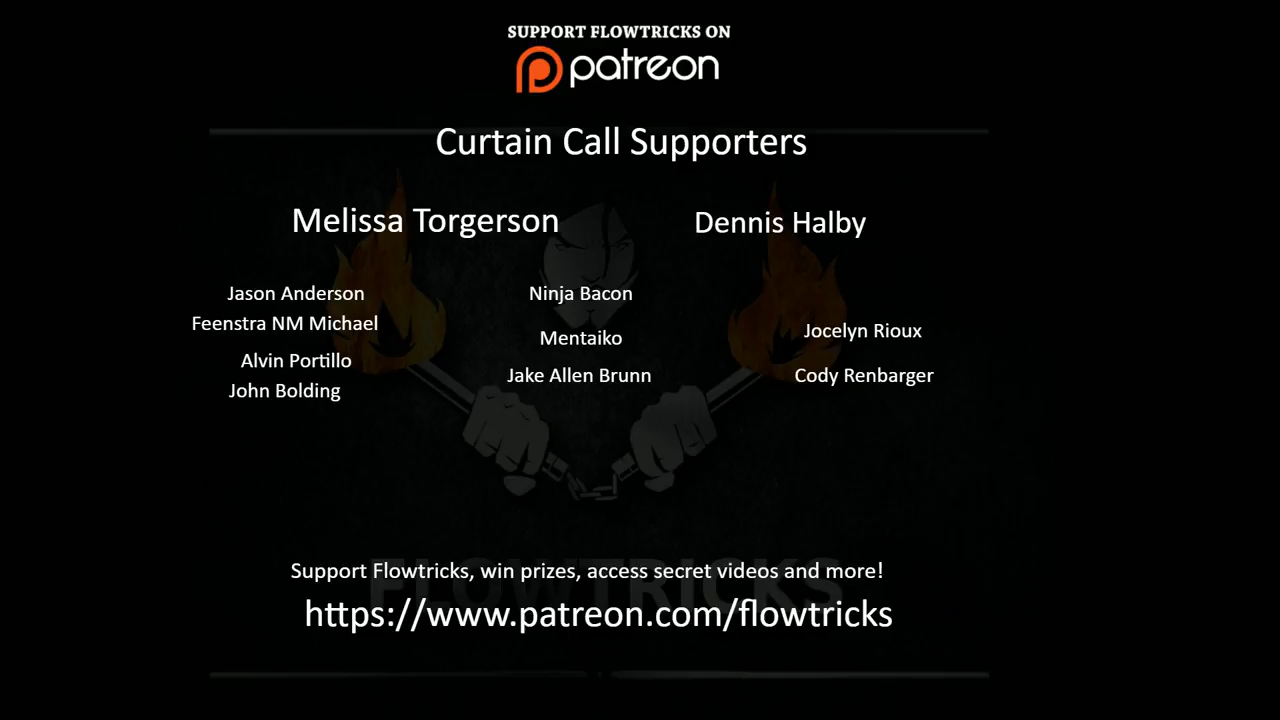 SUPPORT FLOWTRICKS ON
patreon
Curtain Call Supporters
Melissa Torgerson
Dennis Halby
Jason Anderson
Feenstra NM Michael
Alvin Portillo
John Bolding
Ninja Bacon
Mentaiko
Jake Allen Brunn
Jocelyn Rioux
Cody Renbarger
FLOWTRICKS
Support Flowtricks, win prizes, access secret videos and more!
https://www.patreon.com/flowtricks